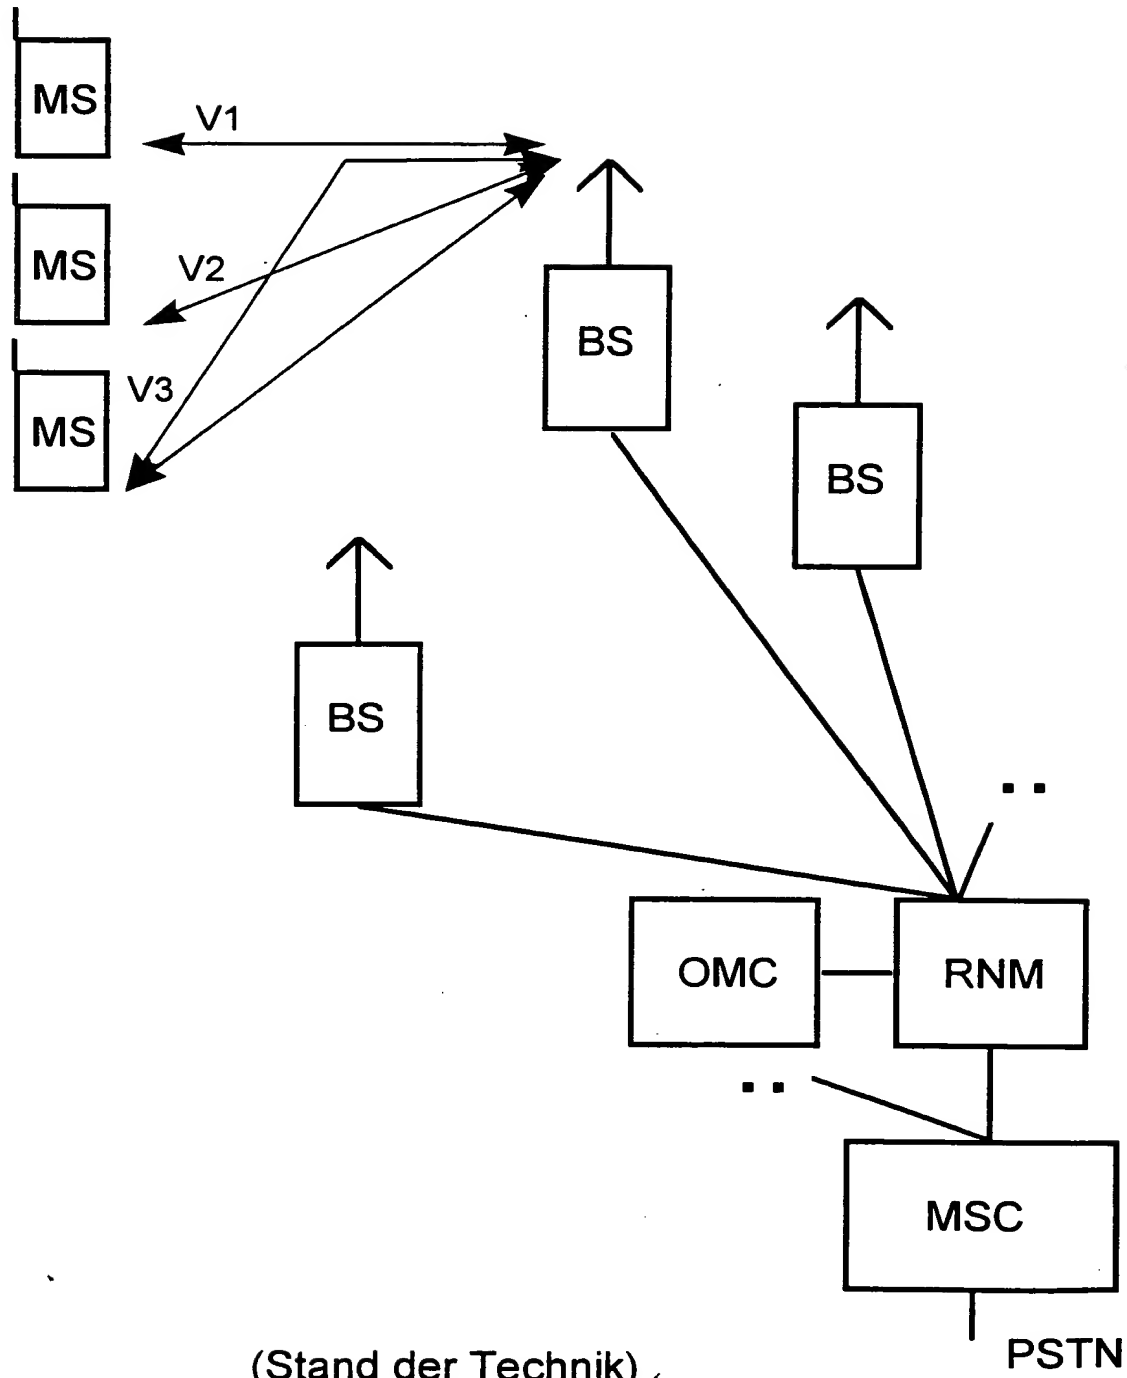 MS
V1
MS
V2
BS
MS
V3
BS
BS
. .
OMC
RNM
. .
MSC
PSTN
(Stand der Technik)